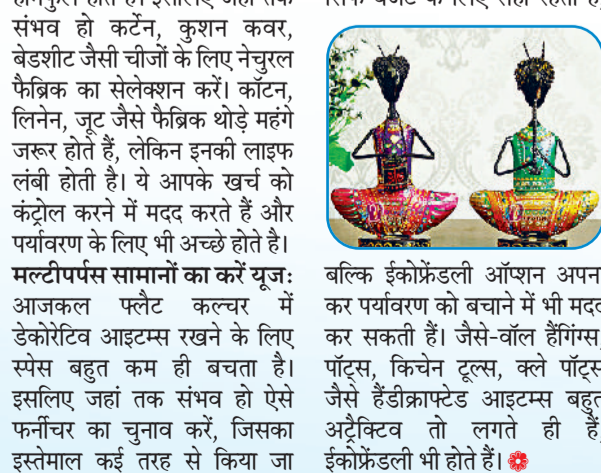 संभव हो कर्टेन, कुशन कवर,
बेडशीट जैसी चीजों के लिए नेचुरल
फैब्रिक का सेलेक्शन करें। कॉटन,
लिनेन, जूट जैसे फैब्रिक थोड़े महंगे
जरूर होते हैं, लेकिन इनकी लाइफ
लंबी होती है। ये आपके खर्च को
कंट्रोल करने में मदद करते हैं और
पर्यावरण के लिए भी अच्छे होते है।
मल्टीपर्पस सामानों का करें यूज:
आजकल फ्लैट कल्चर में
डेकोरेटिव आइटम्स रखने के लिए
स्पेस बहुत कम ही बचता है।
इसलिए जहां तक संभव हो ऐसे
फर्नीचर का चुनाव करें, जिसका
इस्तेमाल कई तरह से किया जा
बल्कि ईकोफ्रेंडली ऑप्शन अपना
कर पर्यावरण को बचाने में भी मदद
कर सकती हैं। जैसे-वॉल हैंगिंग्स,
पॉट्स, किचेन टूल्स, क्ले पॉट्स
जैसे हैंडीक्राफ्टेड आइटम्स बहुत
अट्रैक्टिव तो लगते ही हैं,
ईकोफ्रेंडली भी होते हैं।